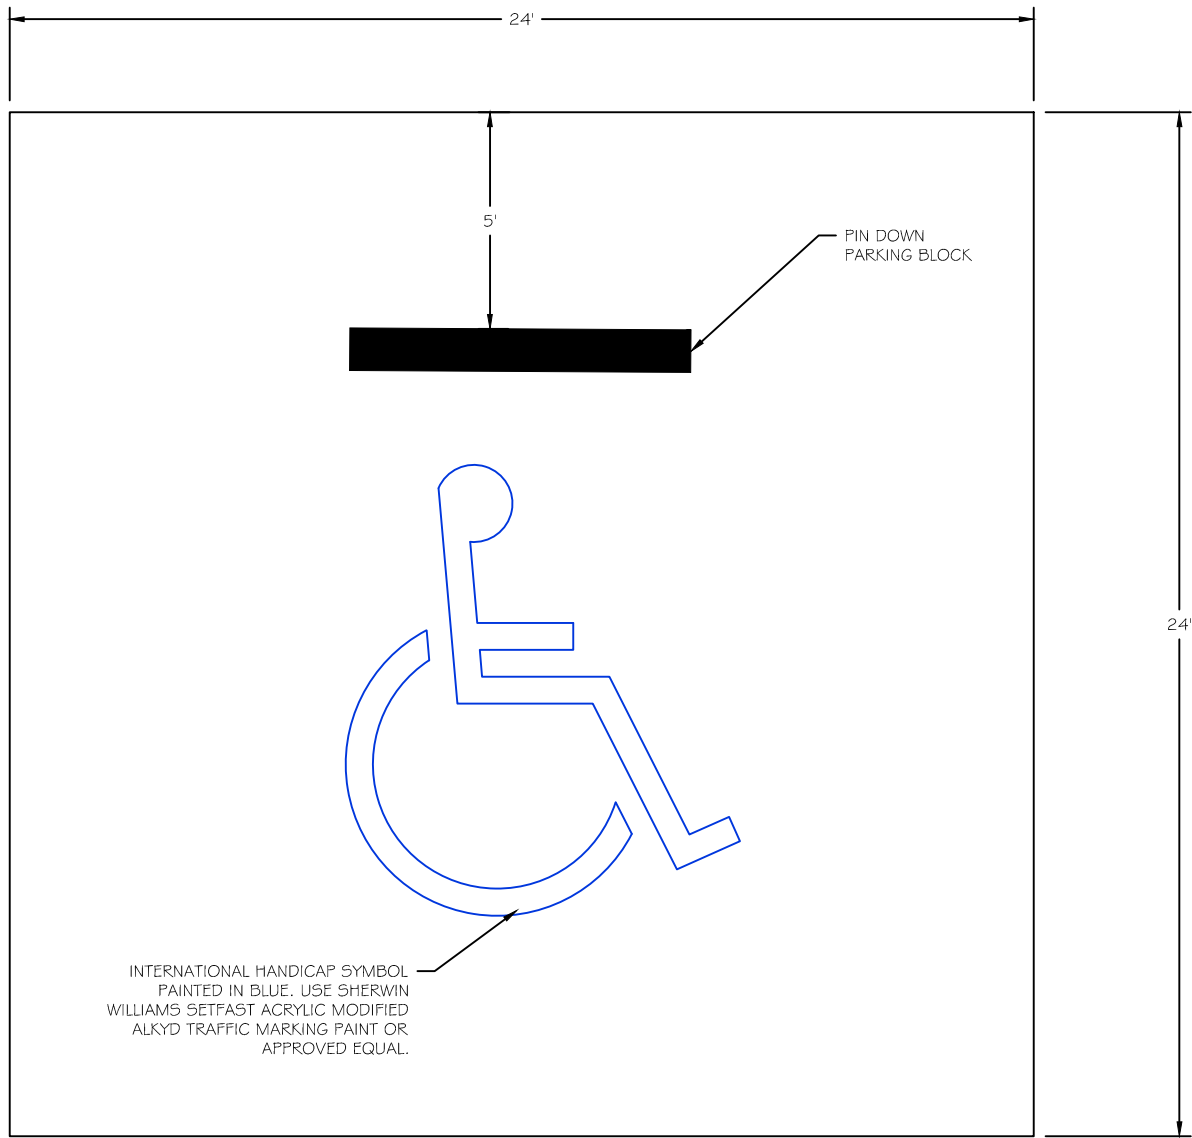 24'
5'
PIN DOWN
PARKING BLOCK
24'
INTERNATIONAL HANDICAP SYMBOL
PAINTED IN BLUE. USE SHERWIN
WILLIAMS SETFAST ACRYLIC MODIFIED
ALKYD TRAFFIC MARKING PAINT OR
APPROVED EQUAL.